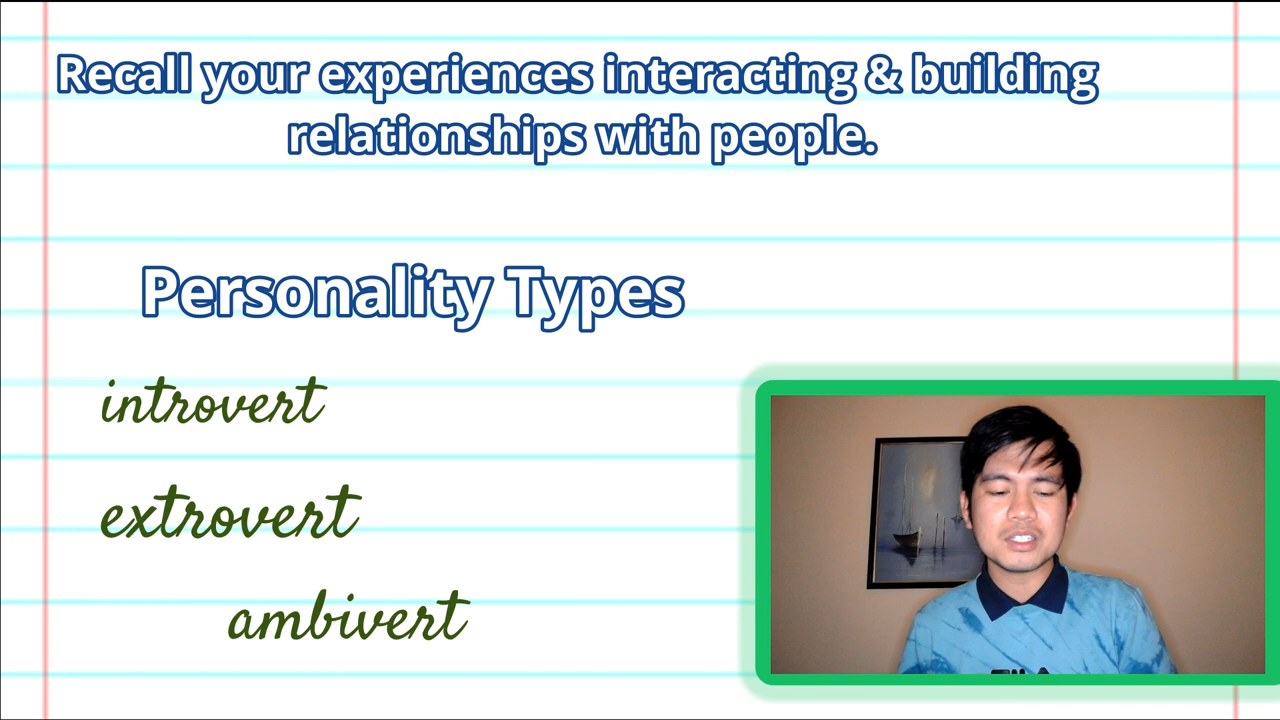 Recall your experiences interacting & building
relationships with people.
Personality Types
introvert
extrovert
ambivert